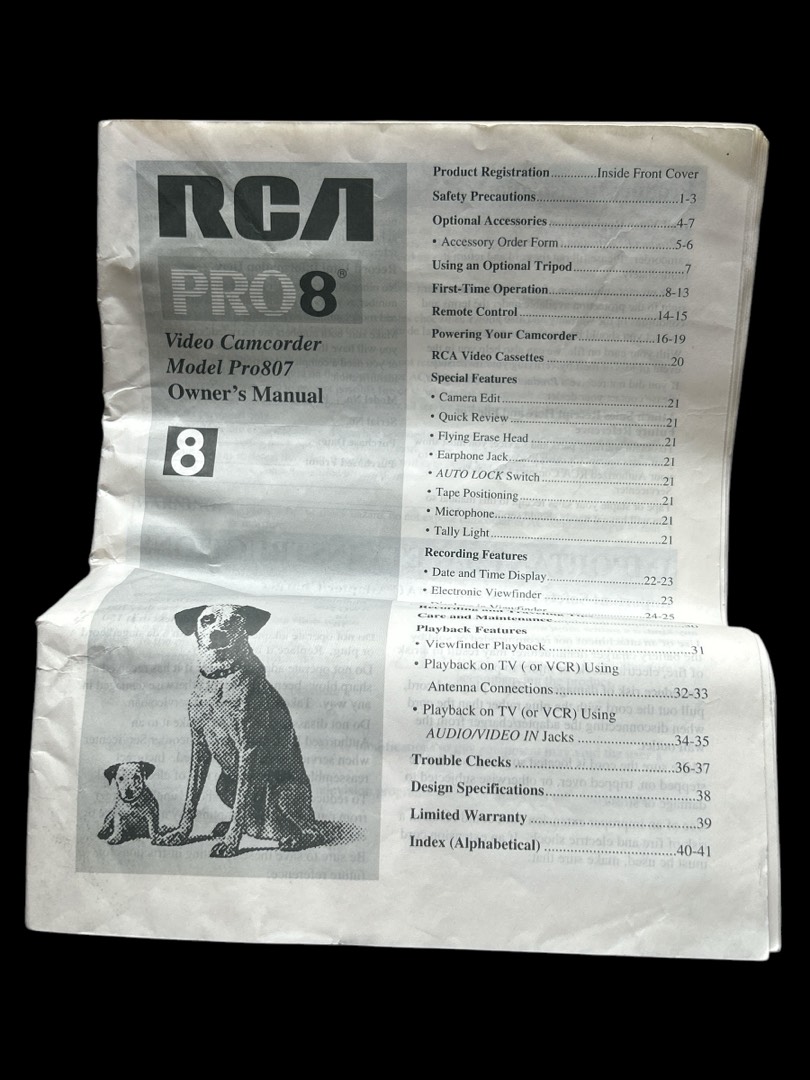 RCA
PRO8®
Video Camcorder
Model Pro807
Owner's Manual
8
Product Registration.............Inside Front Cover
Safety Precautions.......................................1-3
Optional Accessories....................................4-7
• Accessory Order Form.................................5-6
Using an Optional Tripod...............................7
First-Time Operation.................................8-13
Remote Control.......................................14-15
Powering Your Camcorder......................16-19
RCA Video Cassettes ...................................20
Special Features
• Camera Edit...............................................21
• Quick Review.............................................21
• Flying Erase Head......................................21
• Earphone Jack............................................21
• AUTO LOCK Switch...................................21
• Tape Positioning.........................................21
• Microphone................................................21
• Tally Light..................................................21
Recording Features
• Date and Time Display..........................22-23
• Electronic Viewfinder ................................23
24-25
Care and Maintenance
Playback Features
• Viewfinder Playback ..................................31
• Playback on TV ( or VCR) Using
Antenna Connections ............................32-33
• Playback on TV (or VCR) Using
AUDIO/VIDEO IN Jacks .......................34-35
Trouble Checks .......................................36-37
Design Specifications...................................38
Limited Warranty ........................................39
Index (Alphabetical) ................................40-41